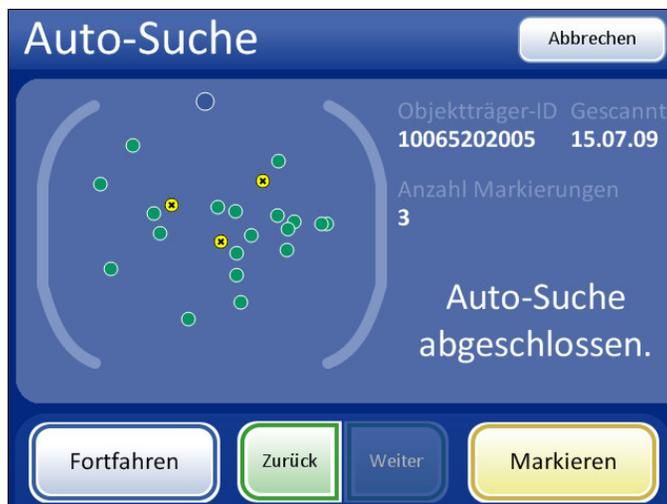 Auto-Suche
Abbrechen
Objektträger-ID Gescannt
10065202005 15.07.09
Anzahl Markierungen
3
Auto-Suche
abgeschlossen.
Fortfahren
Zurück
Weiter
Markieren